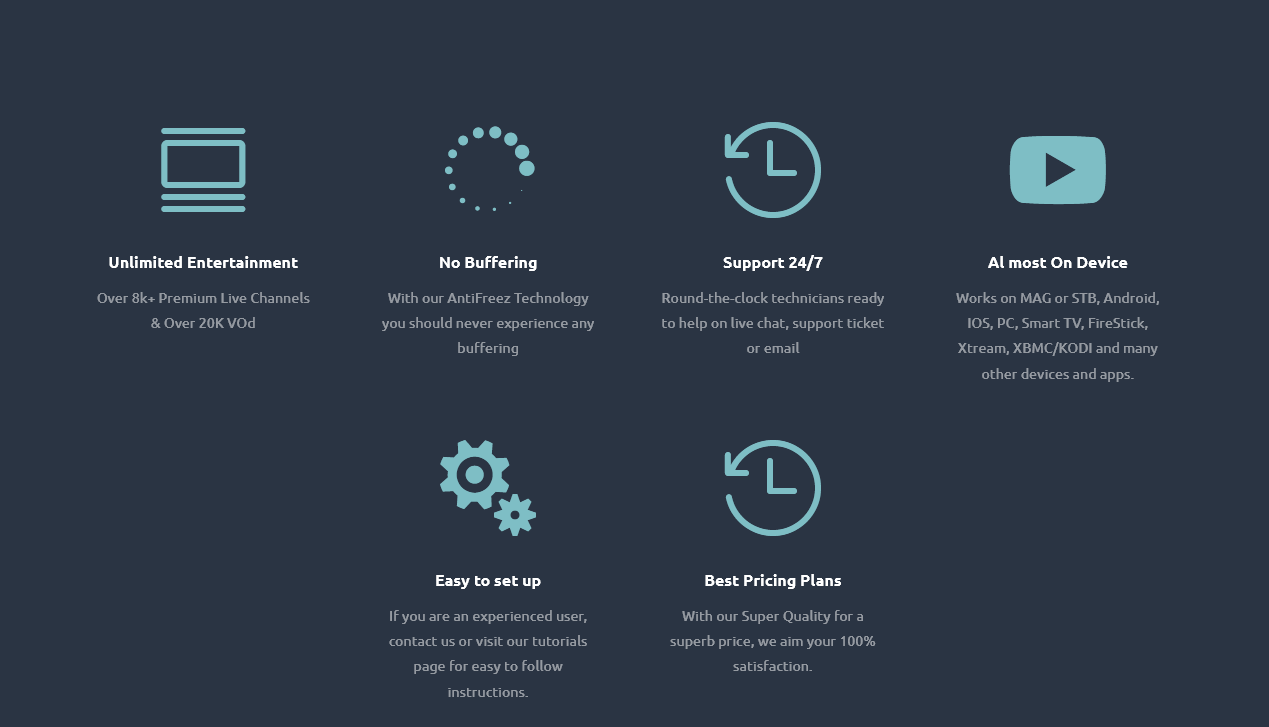 Unlimited Entertainment
Over 8k+ Premium Live Channels
& Over 20K VOd
No Buffering
With our AntiFreez Technology
you should never experience any
buffering
Support 24/7
Round-the-clock technicians ready
to help on live chat, support ticket
or email
Al most On Device
Works on MAG or STB, Android,
IOS, PC, Smart TV, FireStick,
Xtream, XBMC/KODI and many
other devices and apps.
Easy to set up
If you are an experienced user,
contact us or visit our tutorials
page for easy to follow
instructions.
Best Pricing Plans
With our Super Quality for a
superb price, we aim your 100%
satisfaction.